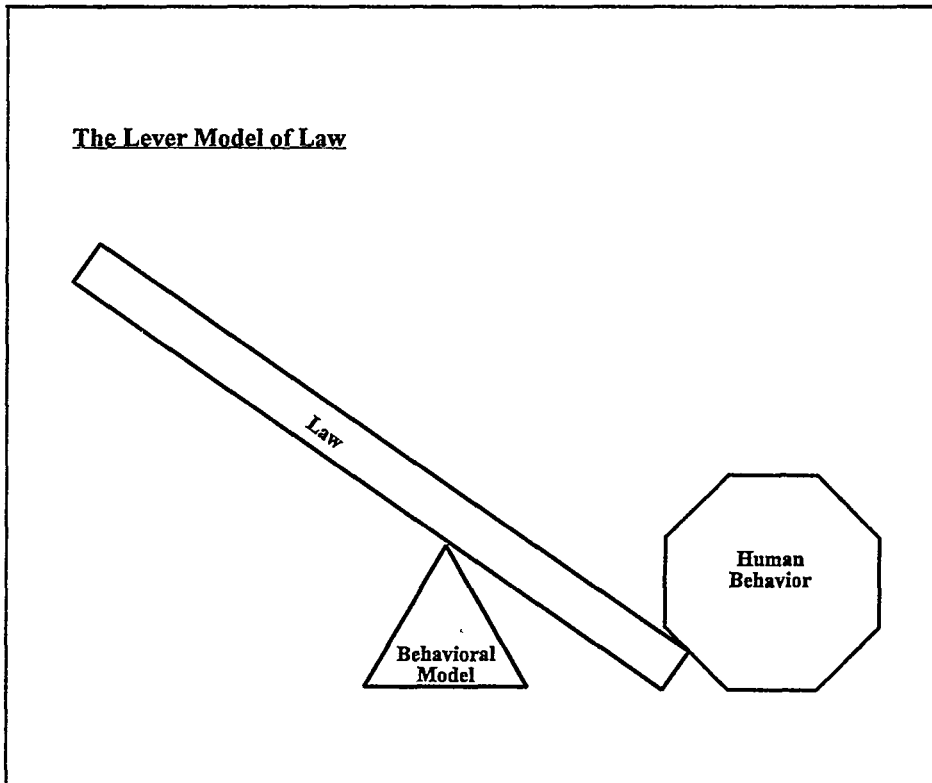 The Lever Model of Law
Law
Human
Behavior
Behavioral
Model